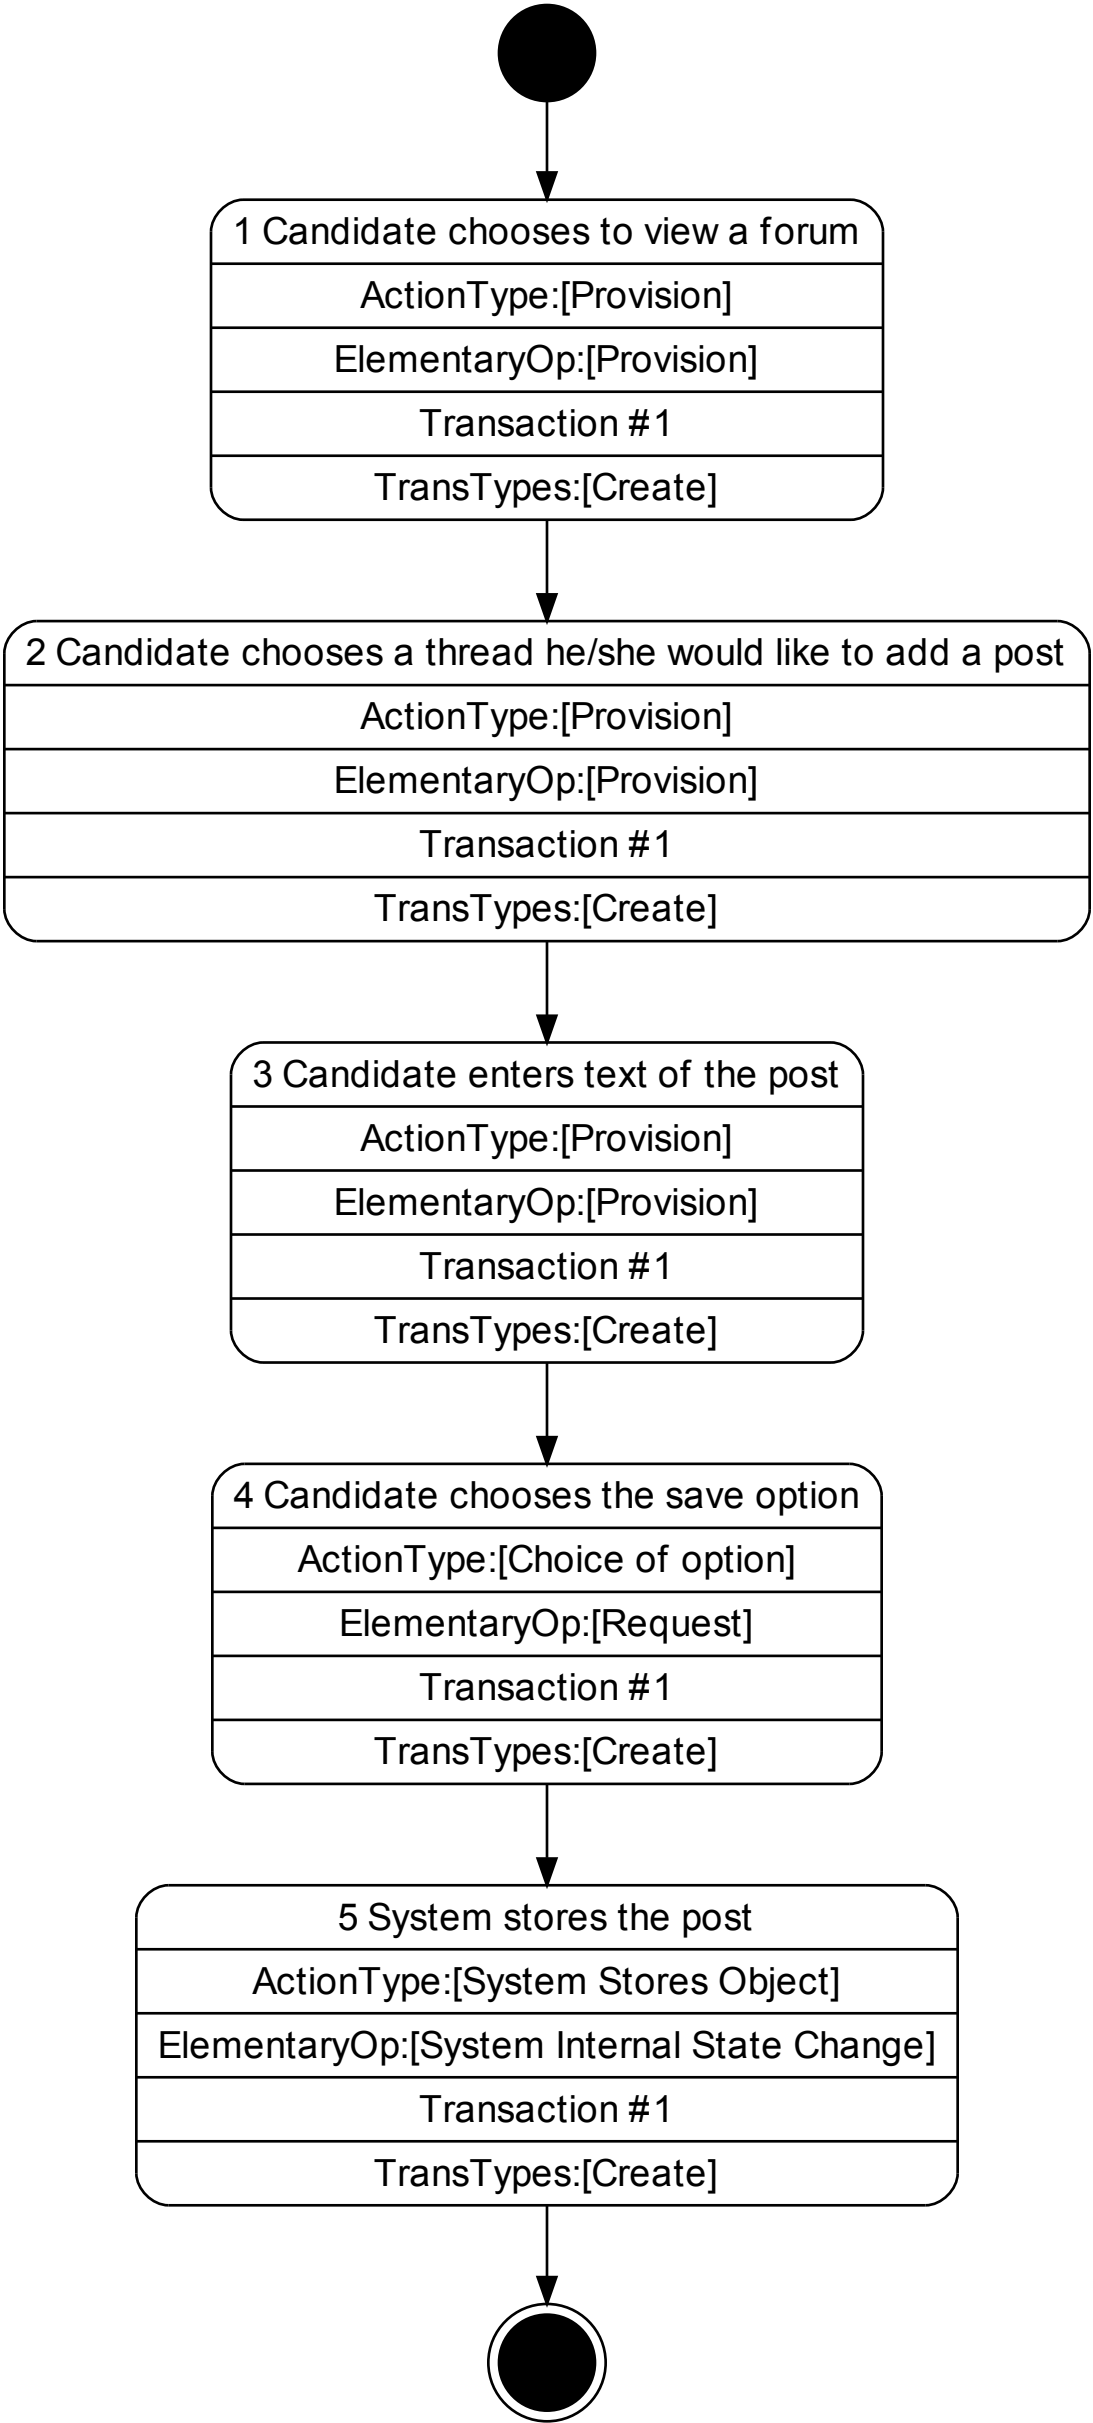 1 Candidate chooses to view a forum
ActionType:[Provision]
ElementaryOp:[Provision]
Transaction #1
TransTypes:[Create]
2 Candidate chooses a thread he/she would like to add a post
ActionType:[Provision]
ElementaryOp:[Provision]
Transaction #1
TransTypes:[Create]
3 Candidate enters text of the post
ActionType:[Provision]
ElementaryOp:[Provision]
Transaction #1
TransTypes:[Create]
4 Candidate chooses the save option
ActionType:[Choice of option]
ElementaryOp:[Request]
Transaction #1
TransTypes:[Create]
5 System stores the post
ActionType:[System Stores Object]
ElementaryOp:[System Internal State Change]
Transaction #1
TransTypes:[Create]